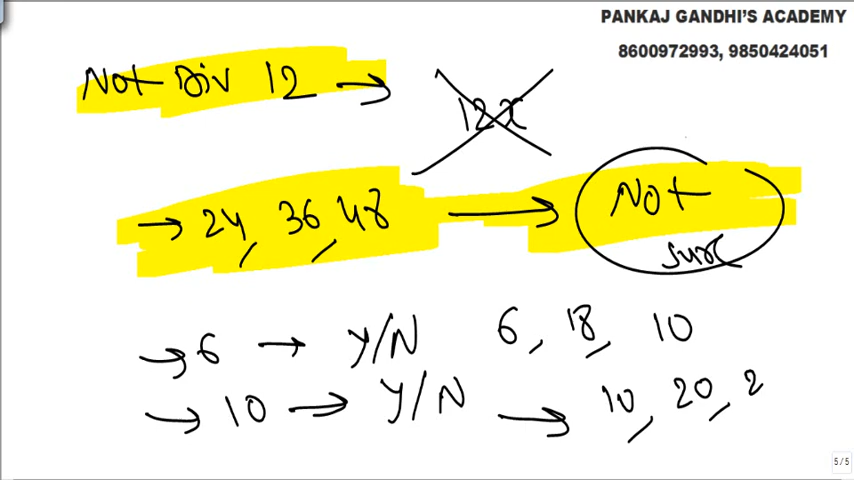 PANKAJ GANDHI'S ACADEMY
8600972993, 9850424051
Not Div 12 → 12x
→ 24, 36, 48 → Not sure
→ 6 → Y/N 6, 18, 10
→ 10 → Y/N → 10, 20, 2
5/5